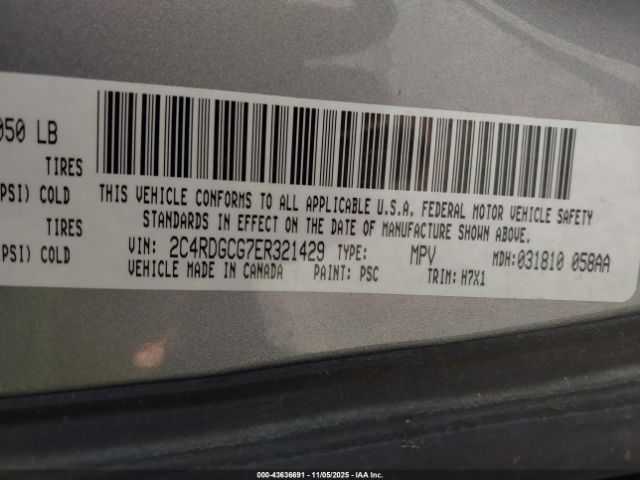 050 LB
TIRES
PSI) COLD
TIRES
PSI) COLD
THIS VEHICLE CONFORMS TO ALL APPLICABLE U.S.A. FEDERAL MOTOR VEHICLE SAFETY
STANDARDS IN EFFECT ON THE DATE OF MANUFACTURE SHOWN ABOVE.
VIN: 2C4RDGCG7ER321429 TYPE: MPV MDH:031810 058AA
VEHICLE MADE IN CANADA PAINT: PSC TRIM: H7X1
000-43636691 - 11/05/2025 - IAA Inc.